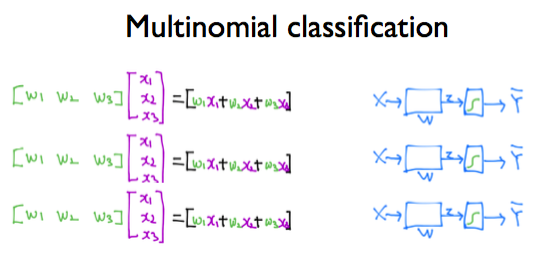 Multinomial classification
[w1 w2 w3] [x1 x2 x3] = [w1x1+w2x2+w3x3] X→ W z→ S → Ȳ
[w1 w2 w3] [x1 x2 x3] = [w1x1+w2x2+w3x3] X→ W z→ S → Ȳ
[w1 w2 w3] [x1 x2 x3] = [w1x1+w2x2+w3x3] X→ W z→ S → Ȳ